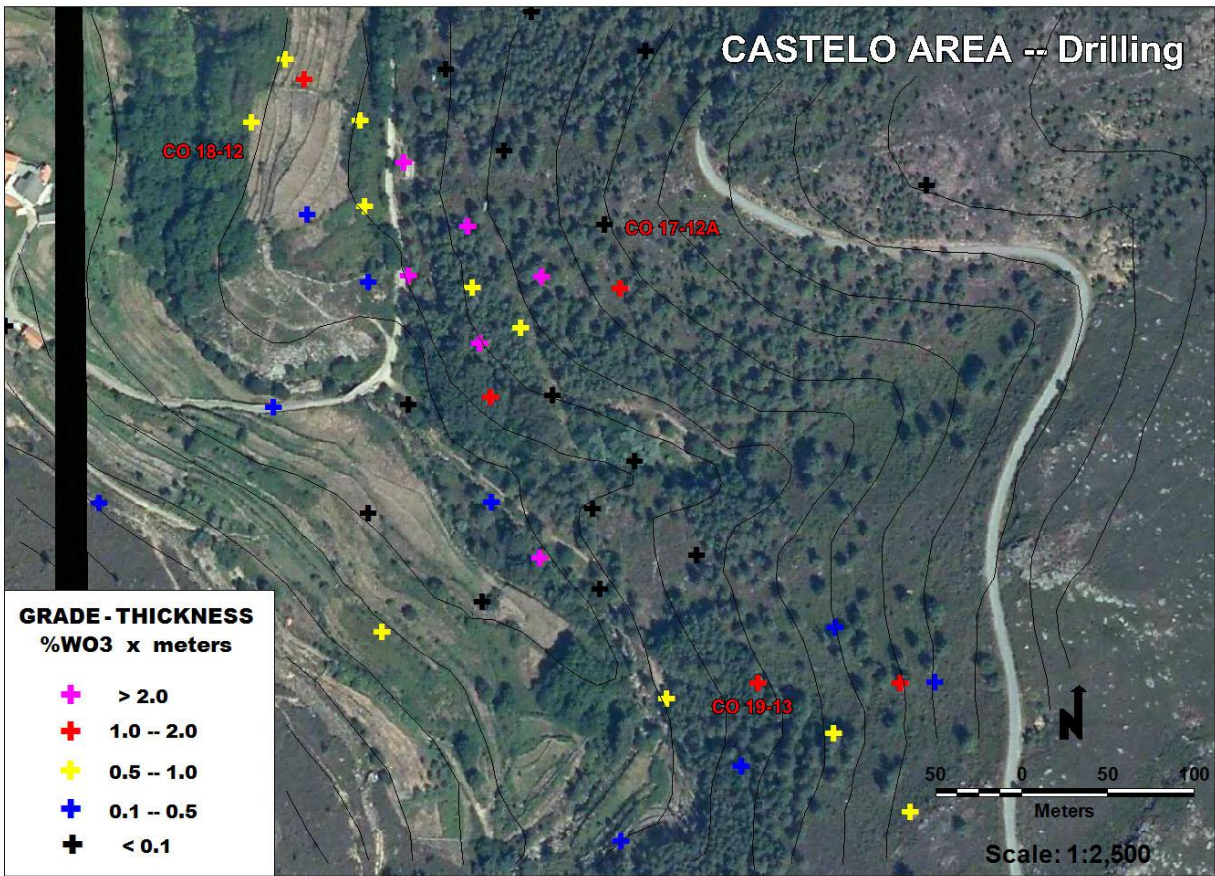 CASTELO AREA -- Drilling
CO 18-12
CO 17-12A
CO 19-13
GRADE - THICKNESS
%WO3 x meters
> 2.0
1.0 -- 2.0
0.5 -- 1.0
0.1 -- 0.5
< 0.1
N
50 0 50 100
Meters
Scale: 1:2,500